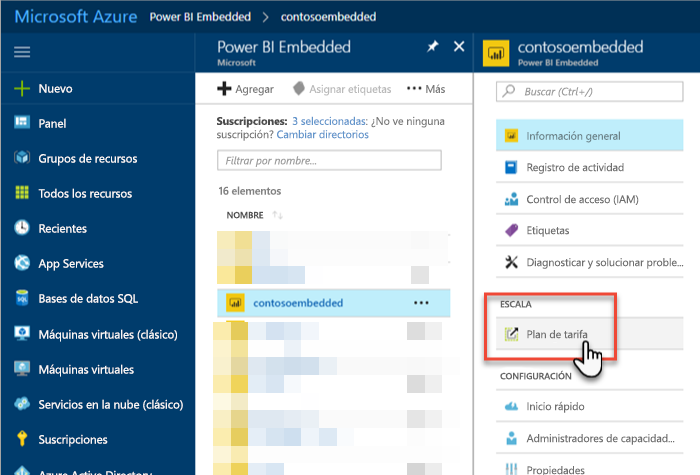 Microsoft Azure Power BI Embedded > contosoembedded
Nuevo
Panel
Grupos de recursos
Todos los recursos
Recientes
App Services
Bases de datos SQL
Máquinas virtuales (clásico)
Máquinas virtuales
Servicios en la nube (clásico)
Suscripciones
Azure Active Directory
Power BI Embedded
Microsoft
Agregar Asignar etiquetas Más
Suscripciones: 3 seleccionadas: ¿No ve ninguna
suscripción? Cambiar directorios
Filtrar por nombre...
16 elementos
NOMBRE
contosoembedded
contosoembedded
Power BI Embedded
Buscar (Ctrl+/)
Información general
Registro de actividad
Control de acceso (IAM)
Etiquetas
Diagnosticar y solucionar proble...
ESCALA
Plan de tarifa
CONFIGURACIÓN
Inicio rápido
Administradores de capacidad...
Propiedades